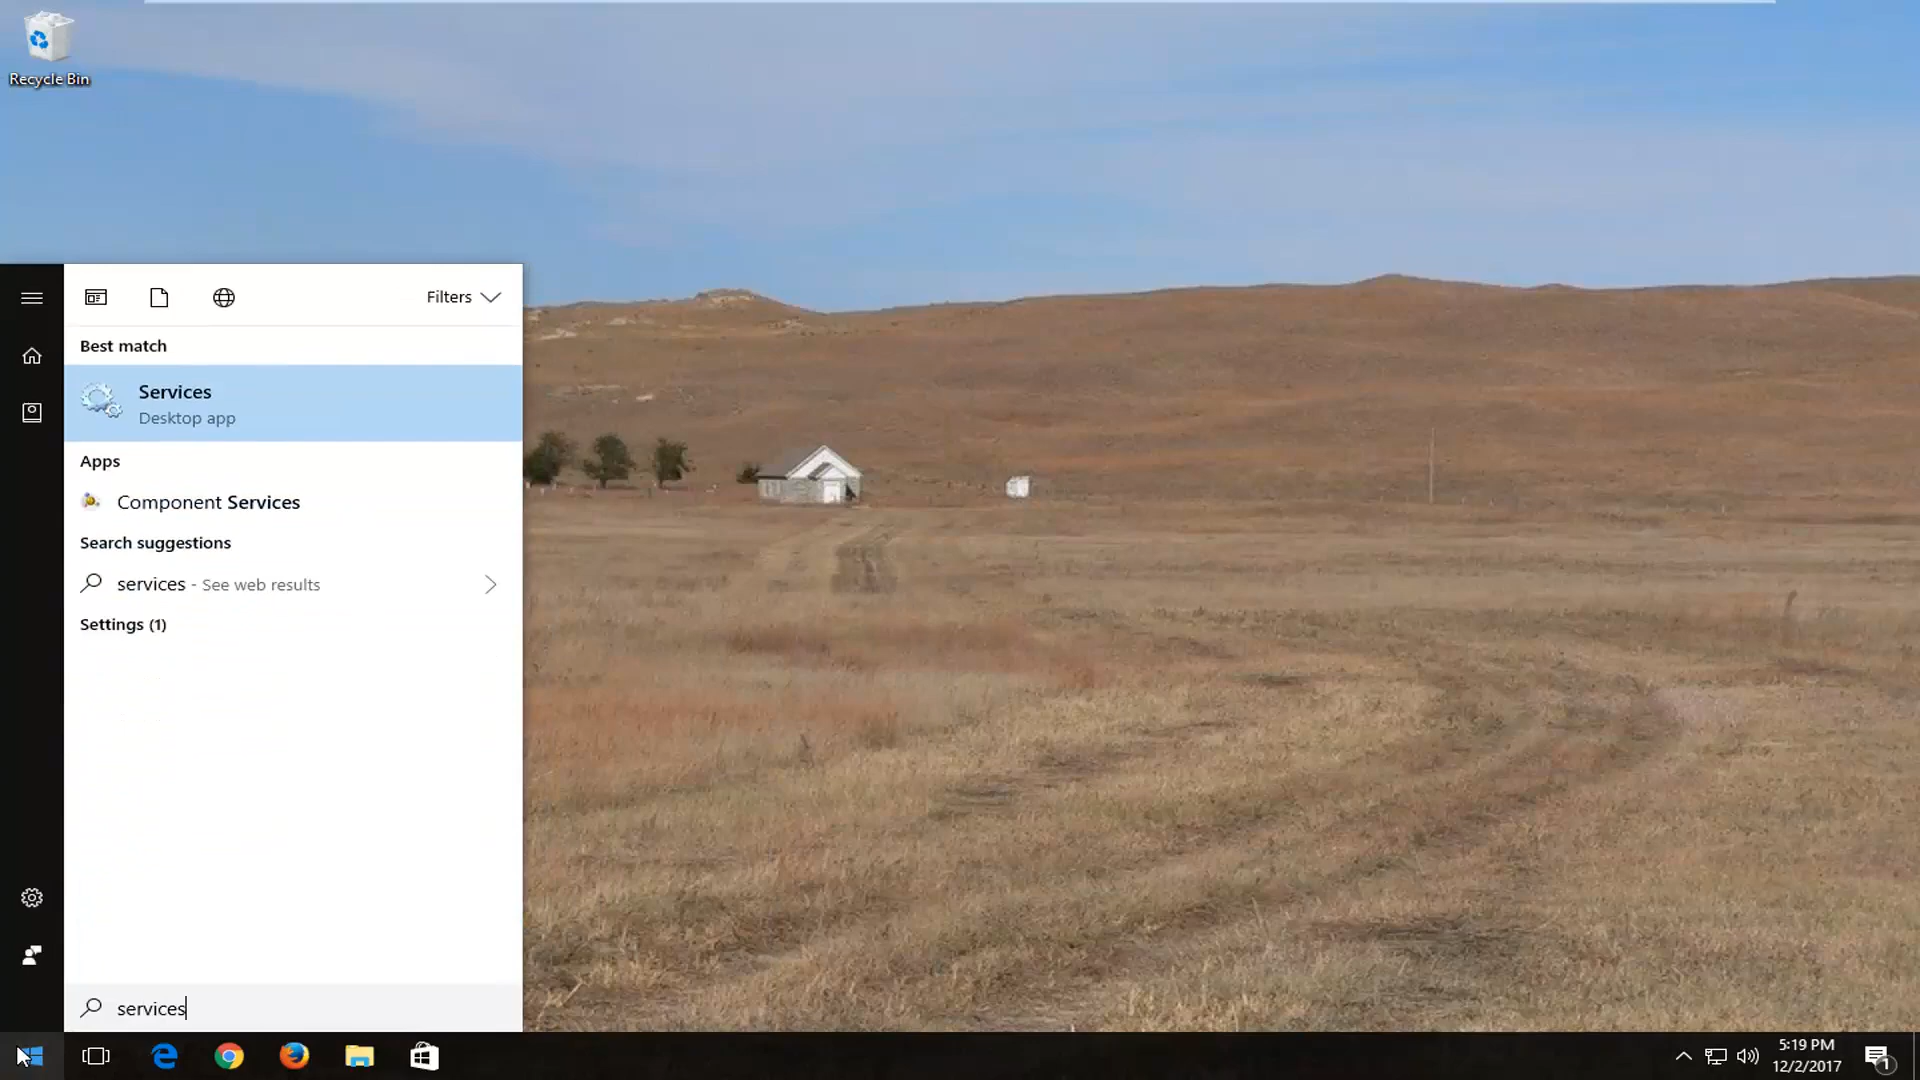 Recycle Bin
Filters
Best match
Services
Desktop app
Apps
Component Services
Search suggestions
services - See web results
Settings (1)
services
5:19 PM
12/2/2017
1